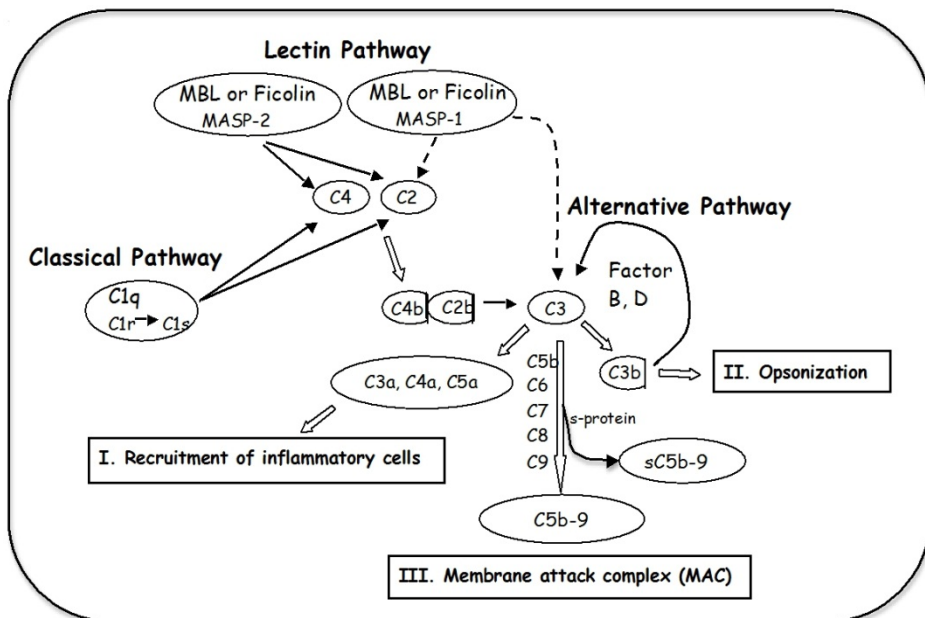 Lectin Pathway
MBL or Ficolin
MASP-2
MBL or Ficolin
MASP-1
C4
C2
Alternative Pathway
Classical Pathway
C1q
C1r C1s
Factor
B, D
C4b
C2b
C3
C3b
C3a, C4a, C5a
C5b
C6
C7
C8
C9
s-protein
II. Opsonization
I. Recruitment of inflammatory cells
sC5b-9
C5b-9
III. Membrane attack complex (MAC)